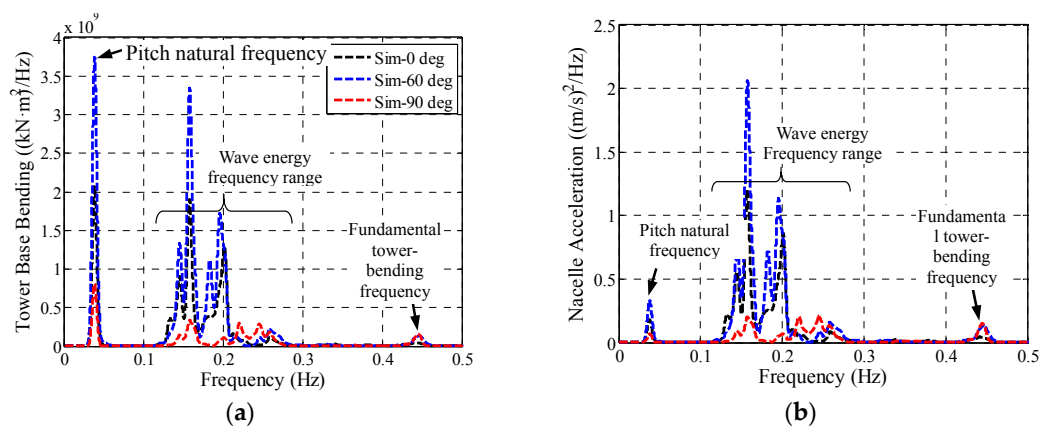 x 10^9
4
3.5
3
2.5
2
1.5
1
0.5
0
0
0.1
0.2
0.3
0.4
0.5
Tower Base Bending ((kN·m)^2/Hz)
Frequency (Hz)
Pitch natural frequency
Sim-0 deg
Sim-60 deg
Sim-90 deg
Wave energy
frequency range
Fundamental
tower-
bending
frequency
(a)
2.5
2
1.5
1
0.5
0
0
0.1
0.2
0.3
0.4
0.5
Nacelle Acceleration ((m/s)^2/Hz
Frequency (Hz)
Wave energy
Frequency range
Pitch natural
frequency
Fundamenta
l tower-
bending
frequency
(b)